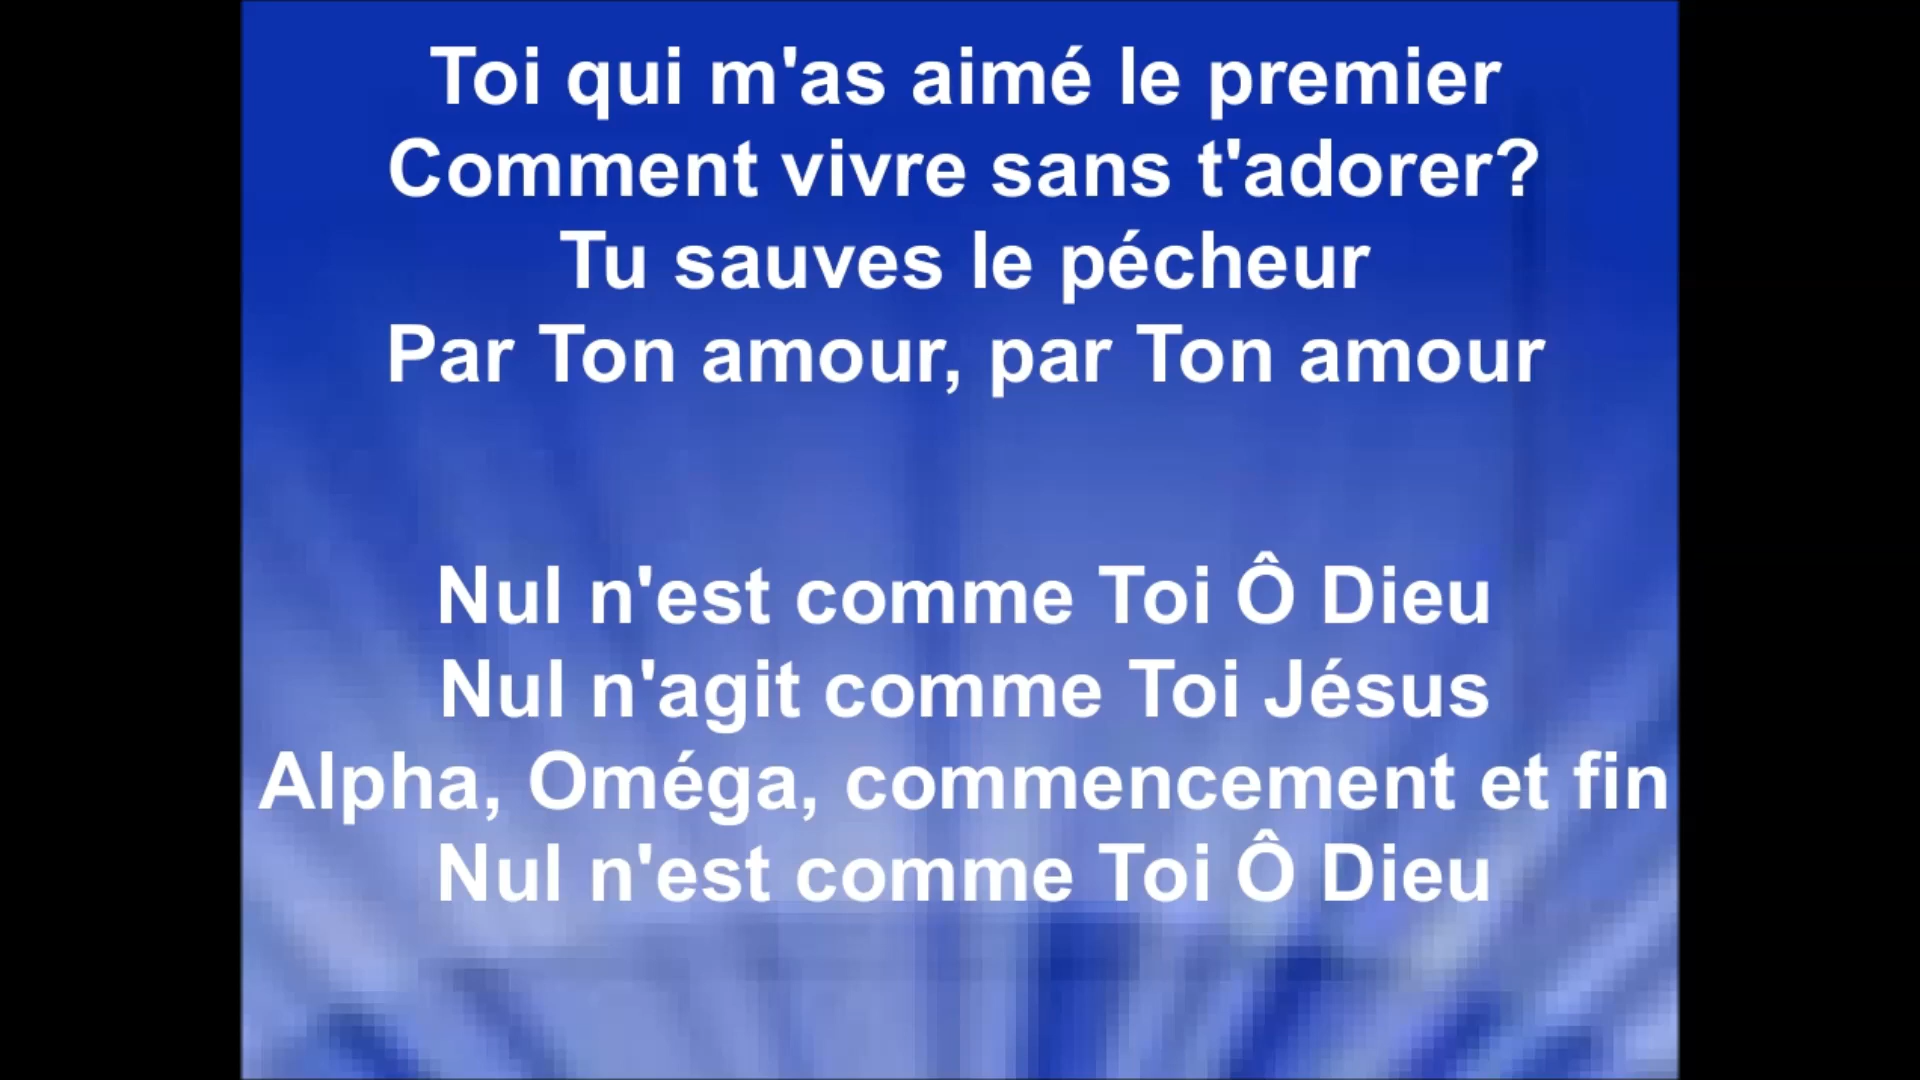 Toi qui m'as aimé le premier
Comment vivre sans t'adorer?
Tu sauves le pécheur
Par Ton amour, par Ton amour
Nul n'est comme Toi Ô Dieu
Nul n'agit comme Toi Jésus
Alpha, Oméga, commencement et fin
Nul n'est comme Toi Ô Dieu